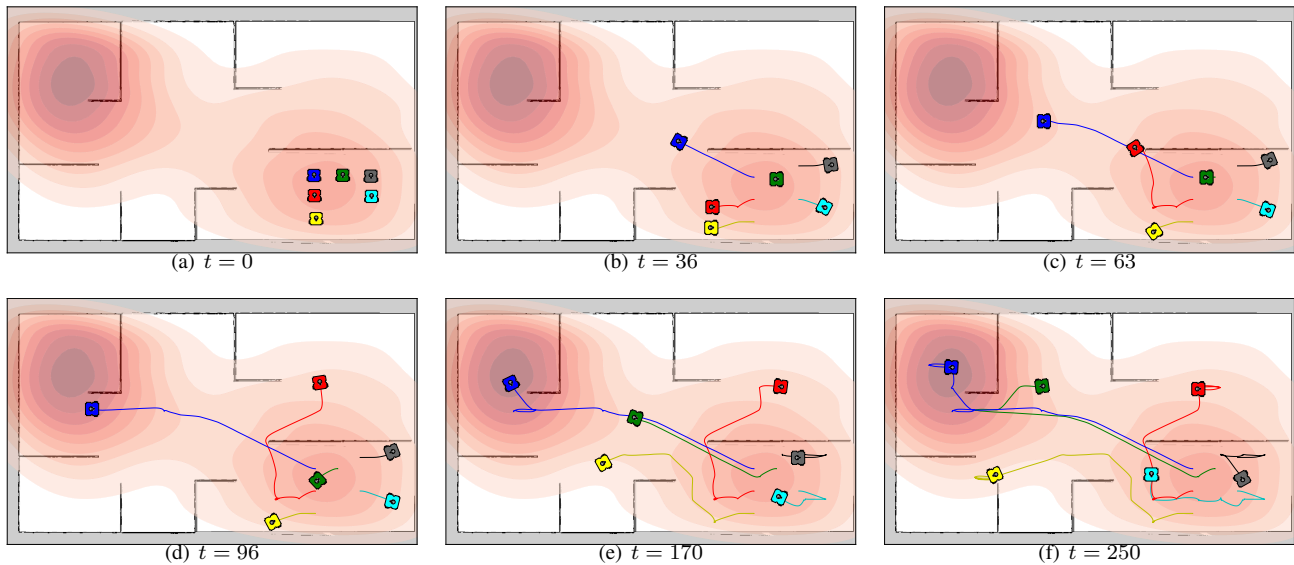 (a) t = 0
(b) t = 36
(c) t = 63
(d) t = 96
(e) t = 170
(f) t = 250